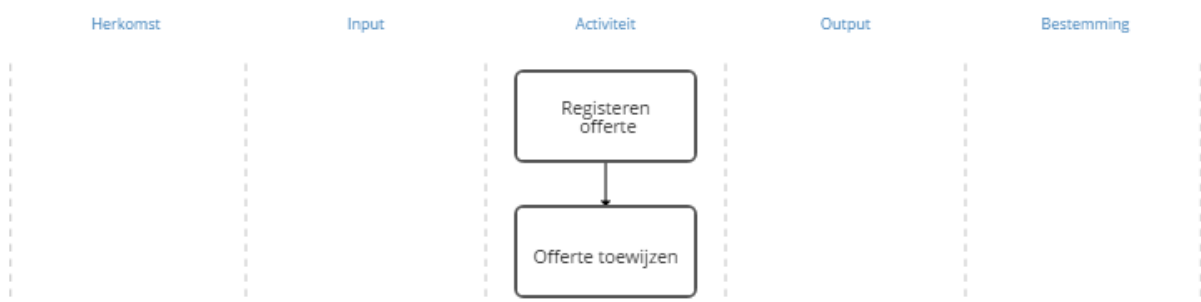 Herkomst Input Activiteit Output Bestemming
Registeren
offerte
Offerte toewijzen